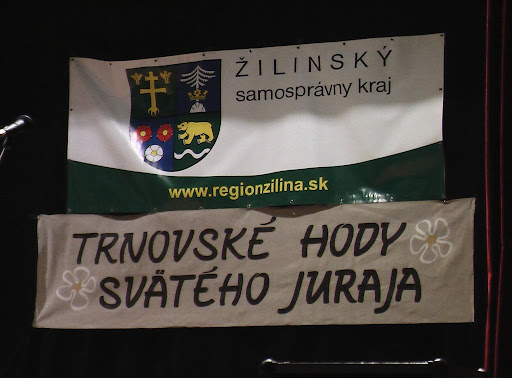 ŽILINSKÝ
samosprávny kraj
www.regionzilina.sk
TRNOVSKÉ HODY
SVÄTÉHO JURAJA